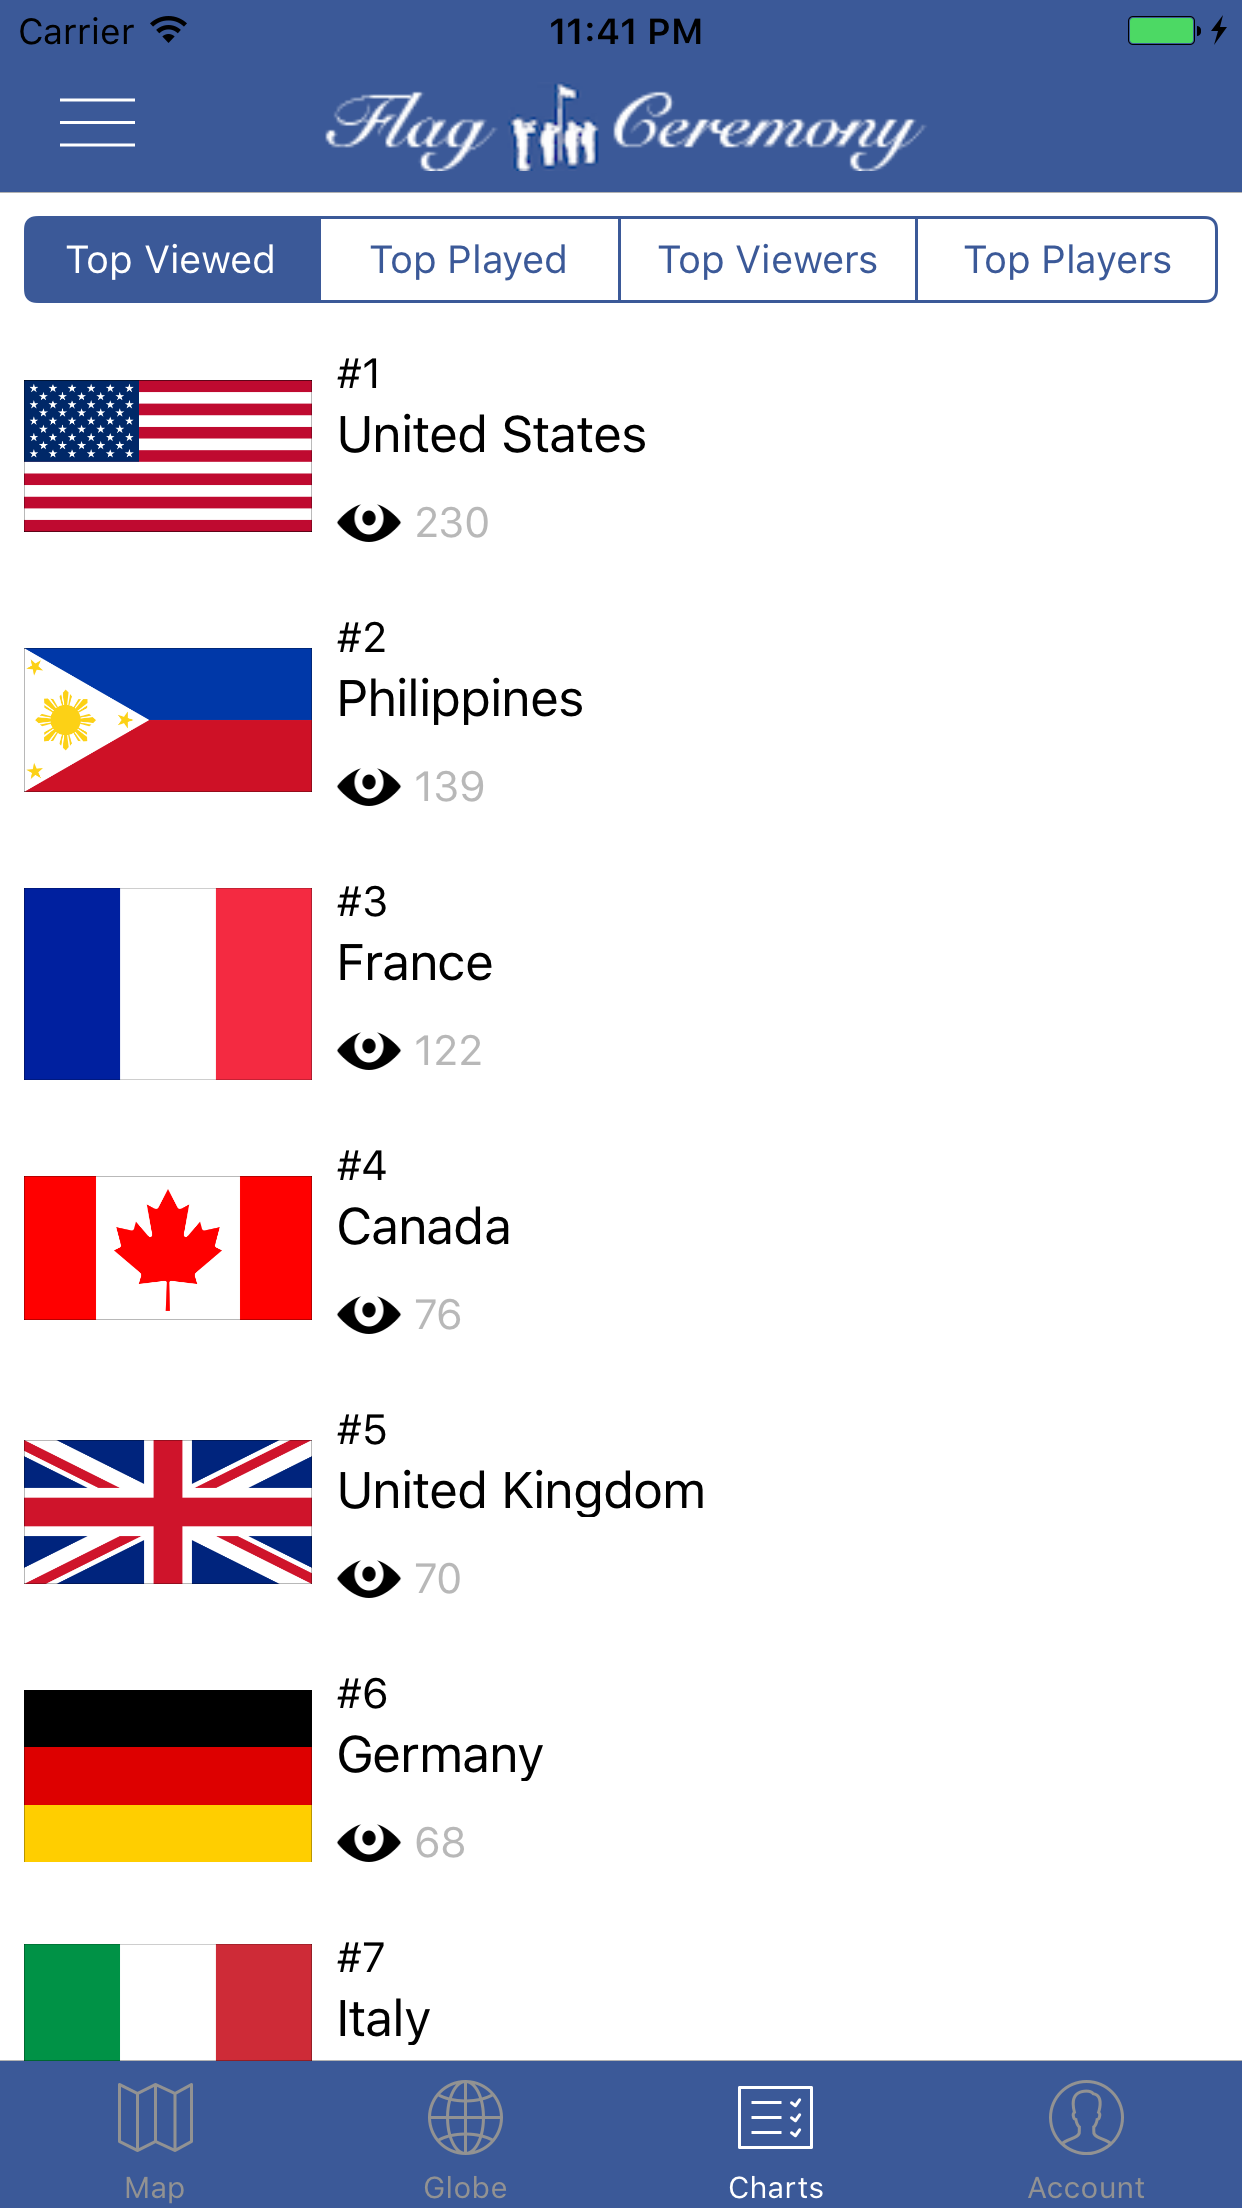 Carrier 11:41 PM
Flag Ceremony
Top Viewed Top Played Top Viewers Top Players
#1
United States
230
#2
Philippines
139
#3
France
122
#4
Canada
76
#5
United Kingdom
70
#6
Germany
68
#7
Italy
Map Globe Charts Account